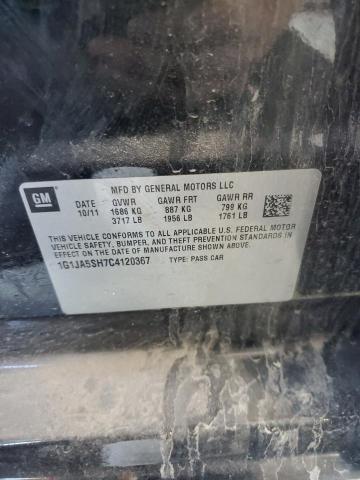 MFD BY GENERAL MOTORS LLC
GM
DATE GVWR GAWR FRT GAWR RR
10/11 1686 KG 887 KG 799 KG
3717 LB 1956 LB 1761 LB
THIS VEHICLE CONFORMS TO ALL APPLICABLE U.S. FEDERAL MOTOR
VEHICLE SAFETY, BUMPER, AND THEFT PREVENTION STANDARDS IN
EFFECT ON THE DATE OF MANUFACTURE SHOWN ABOVE.
1G1JA5SH7C4120367 TYPE: PASS CAR